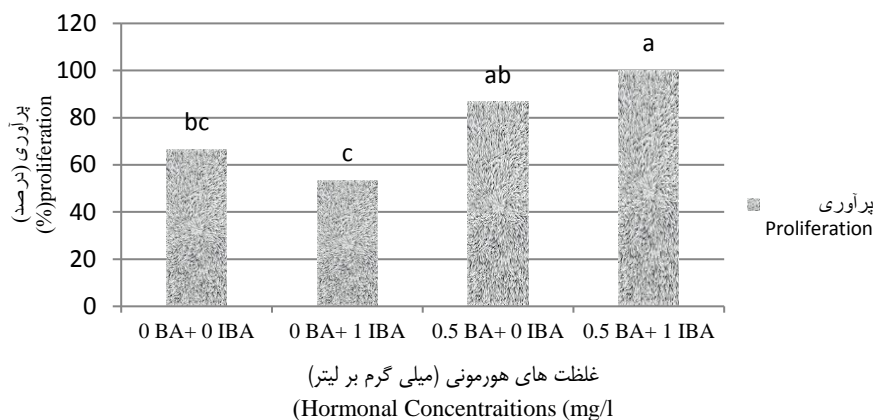 120
100
80
60
40
20
0
پرآوری (درصد)
proliferation(%)
bc
c
ab
a
0 BA+ 0 IBA
0 BA+ 1 IBA
0.5 BA+ 0 IBA
0.5 BA+ 1 IBA
غلظت های هورمونی (میلی گرم بر لیتر)
(Hormonal Concentraitions (mg/l
پرآوری
Proliferation